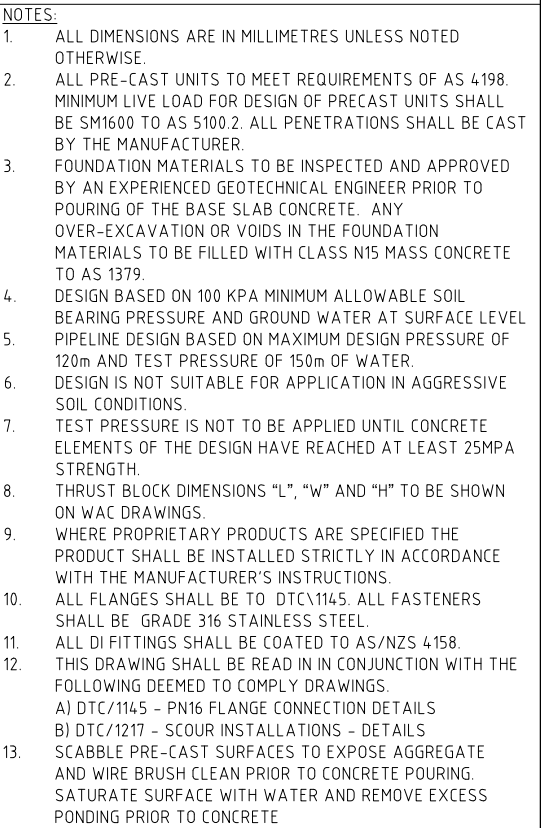 NOTES:
1. ALL DIMENSIONS ARE IN MILLIMETRES UNLESS NOTED
OTHERWISE.
2. ALL PRE-CAST UNITS TO MEET REQUIREMENTS OF AS 4198.
MINIMUM LIVE LOAD FOR DESIGN OF PRECAST UNITS SHALL
BE SM1600 TO AS 5100.2. ALL PENETRATIONS SHALL BE CAST
BY THE MANUFACTURER.
3. FOUNDATION MATERIALS TO BE INSPECTED AND APPROVED
BY AN EXPERIENCED GEOTECHNICAL ENGINEER PRIOR TO
POURING OF THE BASE SLAB CONCRETE. ANY
OVER-EXCAVATION OR VOIDS IN THE FOUNDATION
MATERIALS TO BE FILLED WITH CLASS N15 MASS CONCRETE
TO AS 1379.
4. DESIGN BASED ON 100 KPA MINIMUM ALLOWABLE SOIL
BEARING PRESSURE AND GROUND WATER AT SURFACE LEVEL
5. PIPELINE DESIGN BASED ON MAXIMUM DESIGN PRESSURE OF
120m AND TEST PRESSURE OF 150m OF WATER.
6. DESIGN IS NOT SUITABLE FOR APPLICATION IN AGGRESSIVE
SOIL CONDITIONS.
7. TEST PRESSURE IS NOT TO BE APPLIED UNTIL CONCRETE
ELEMENTS OF THE DESIGN HAVE REACHED AT LEAST 25MPA
STRENGTH.
8. THRUST BLOCK DIMENSIONS "L", "W" AND "H" TO BE SHOWN
ON WAC DRAWINGS.
9. WHERE PROPRIETARY PRODUCTS ARE SPECIFIED THE
PRODUCT SHALL BE INSTALLED STRICTLY IN ACCORDANCE
WITH THE MANUFACTURER'S INSTRUCTIONS.
10. ALL FLANGES SHALL BE TO DTC\1145. ALL FASTENERS
SHALL BE GRADE 316 STAINLESS STEEL.
11. ALL DI FITTINGS SHALL BE COATED TO AS/NZS 4158.
12. THIS DRAWING SHALL BE READ IN IN CONJUNCTION WITH THE
FOLLOWING DEEMED TO COMPLY DRAWINGS.
A) DTC/1145 - PN16 FLANGE CONNECTION DETAILS
B) DTC/1217 - SCOUR INSTALLATIONS - DETAILS
13. SCABBLE PRE-CAST SURFACES TO EXPOSE AGGREGATE
AND WIRE BRUSH CLEAN PRIOR TO CONCRETE POURING.
SATURATE SURFACE WITH WATER AND REMOVE EXCESS
PONDING PRIOR TO CONCRETE